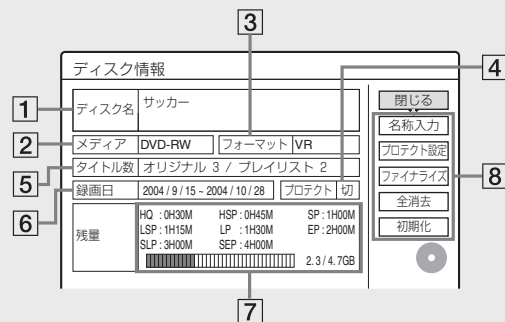 3
4
ディスク情報
1
ディスク名 サッカー
閉じる
名称入力
2
メディア DVD-RW フォーマット VR
プロテクト設定
5
タイトル数 オリジナル 3 / プレイリスト 2
ファイナライズ
8
6
録画日 2004 / 9 / 15 ~ 2004 / 10 / 28 プロテクト 切
全消去
初期化
残量
HQ : 0H30M HSP : 0H45M SP : 1H00M
LSP : 1H15M LP : 1H30M EP : 2H00M
SLP : 3H00M SEP : 4H00M
2. 3 / 4. 7GB
7